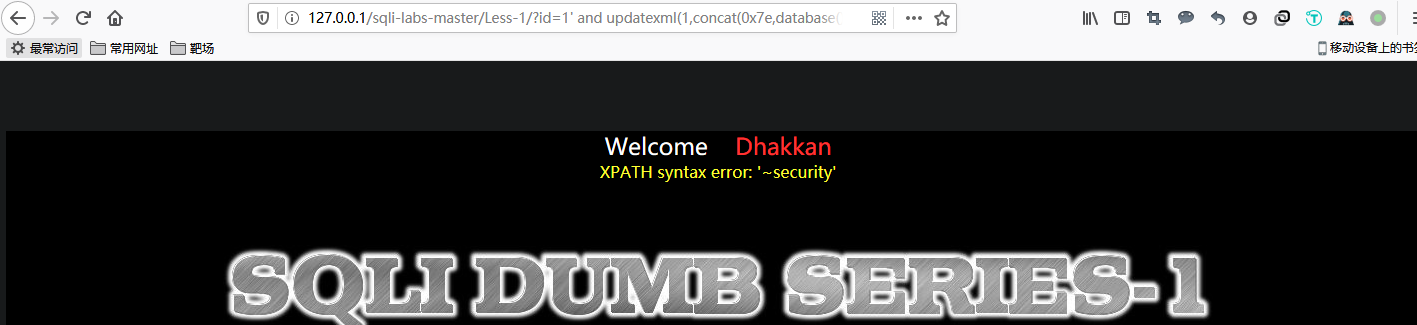 127.0.0.1/sqli-labs-master/Less-1/?id=1' and updatexml(1,concat(0x7e,database(
最常访问 常用网址 靶场 移动设备上的书签
Welcome Dhakkan
XPATH syntax error: '~security'
SQLI DUMB SERIES-1